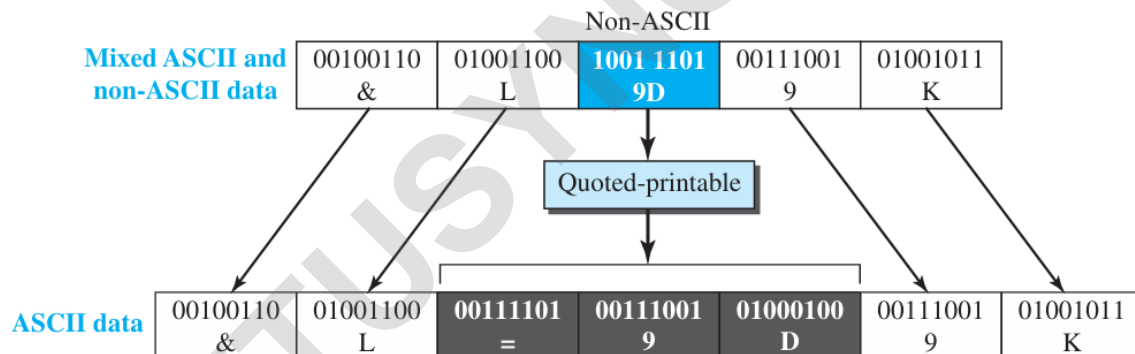 Non-ASCII
Mixed ASCII and non-ASCII data
00100110 01001100 1001 1101 00111001 01001011
& L 9D 9 K
Quoted-printable
ASCII data
00100110 01001100 00111101 00111001 01000100 00111001 01001011
& L = 9 D 9 K